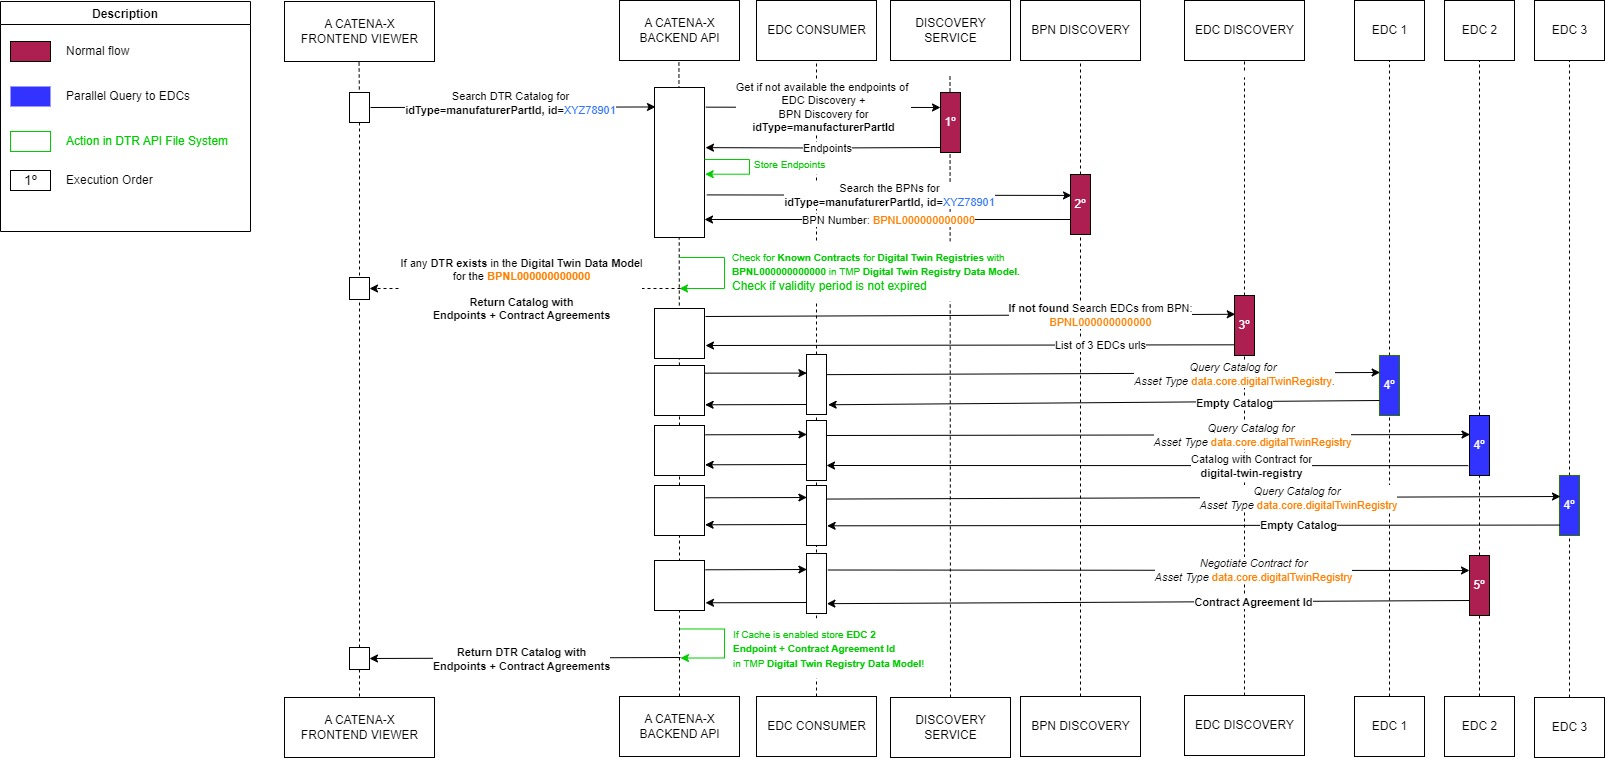 Description
Normal flow
Parallel Query to EDCs
Action in DTR API File System
1º Execution Order
A CATENA-X
FRONTEND VIEWER
A CATENA-X
BACKEND API
EDC CONSUMER
DISCOVERY
SERVICE
BPN DISCOVERY
EDC DISCOVERY
EDC 1
EDC 2
EDC 3
Search DTR Catalog for
idType=manufaturerPartId, id=XYZ78901
Get if not available the endpoints of
EDC Discovery +
BPN Discovery for
idType=manufacturerPartId
1º
Endpoints
Store Endpoints
Search the BPNs for
idType=manufaturerPartId, id=XYZ78901
2º
BPN Number: BPNL000000000000
If any DTR exists in the Digital Twin Data Model
for the BPNL000000000000
Return Catalog with
Endpoints + Contract Agreements
Check for Known Contracts for Digital Twin Registries with
BPNL000000000000 in TMP Digital Twin Registry Data Model.
Check if validity period is not expired
If not found Search EDCs from BPN:
BPNL000000000000
3º
List of 3 EDCs urls
Query Catalog for
Asset Type data.core.digitalTwinRegistry.
4º
Empty Catalog
Query Catalog for
Asset Type data.core.digitalTwinRegistry
4º
Catalog with Contract for
digital-twin-registry
Query Catalog for
Asset Type data.core.digitalTwinRegistry
4º
Empty Catalog
Negotiate Contract for
Asset Type data.core.digitalTwinRegistry
5º
Contract Agreement Id
If Cache is enabled store EDC 2
Endpoint + Contract Agreement Id
in TMP Digital Twin Registry Data Model!
Return DTR Catalog with
Endpoints + Contract Agreements
A CATENA-X
FRONTEND VIEWER
A CATENA-X
BACKEND API
EDC CONSUMER
DISCOVERY
SERVICE
BPN DISCOVERY
EDC DISCOVERY
EDC 1
EDC 2
EDC 3